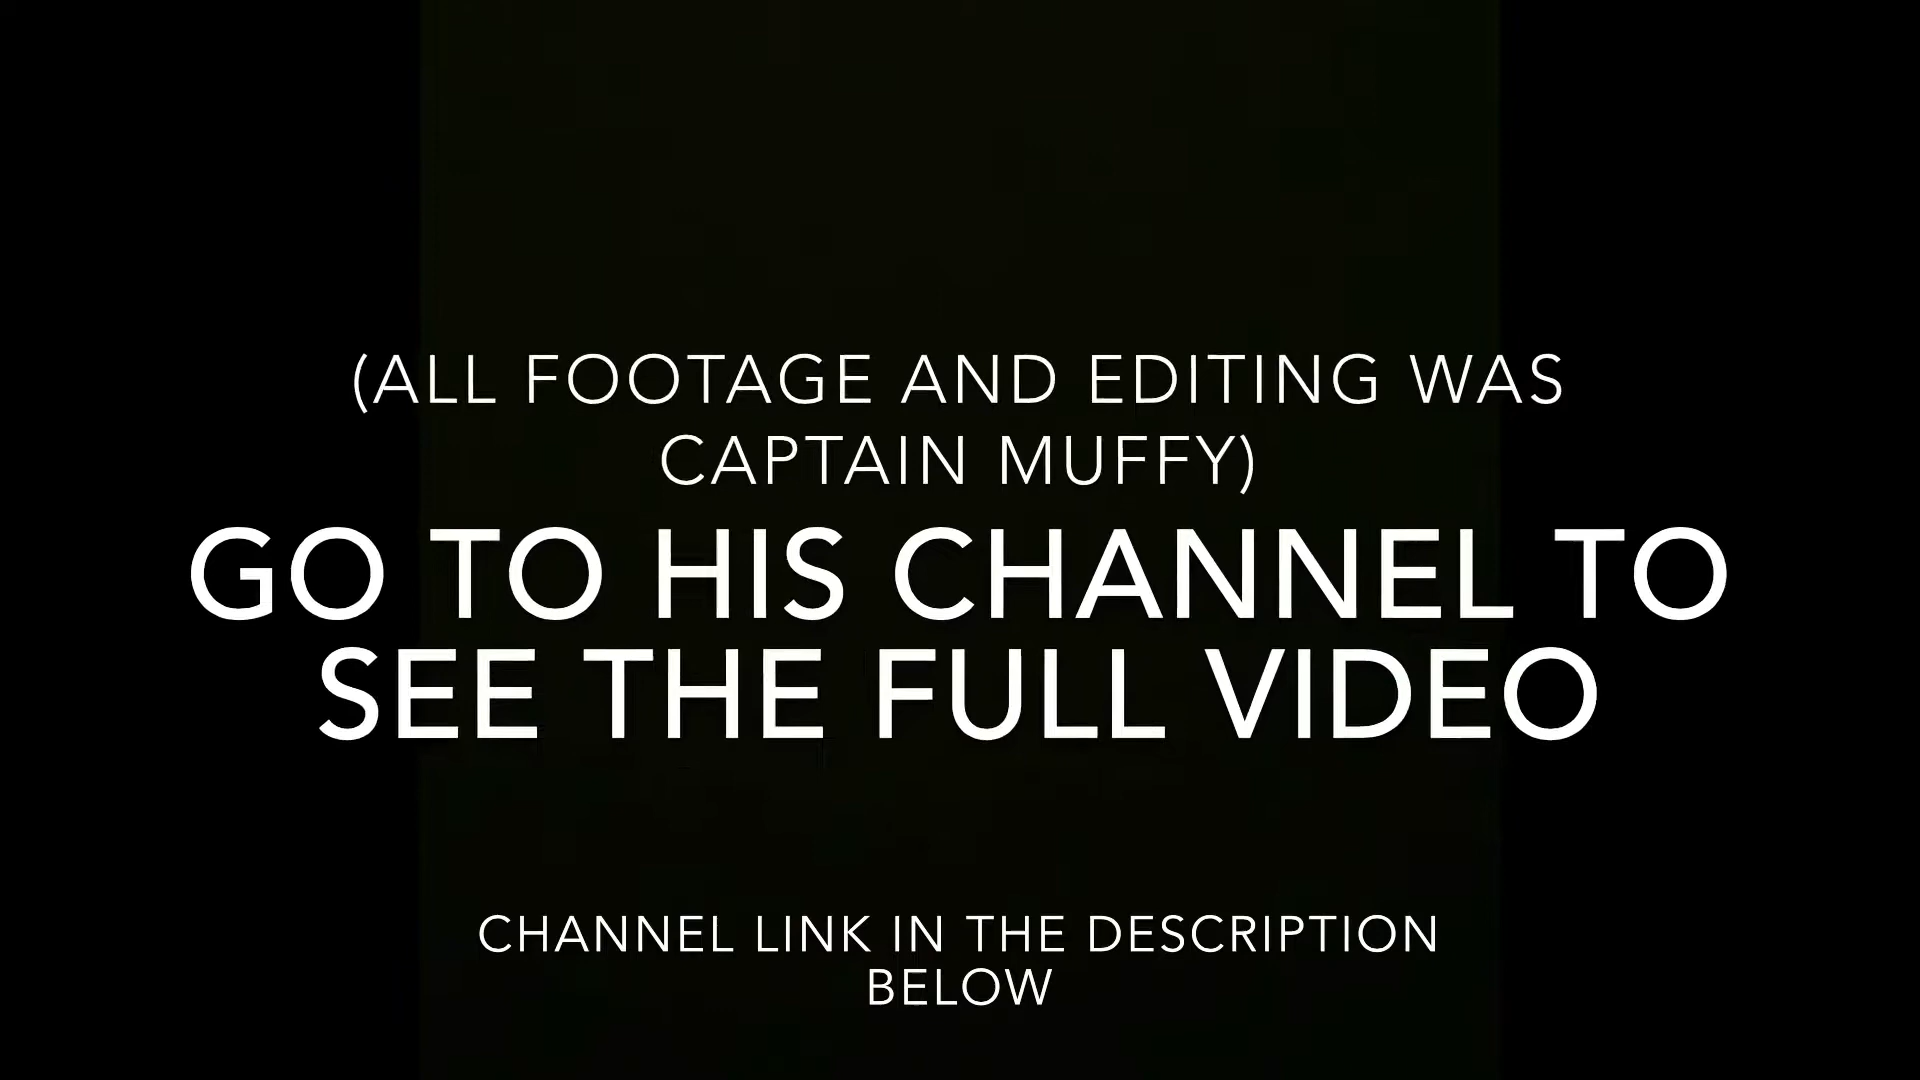 (ALL FOOTAGE AND EDITING WAS
CAPTAIN MUFFY)
GO TO HIS CHANNEL TO
SEE THE FULL VIDEO
CHANNEL LINK IN THE DESCRIPTION
BELOW